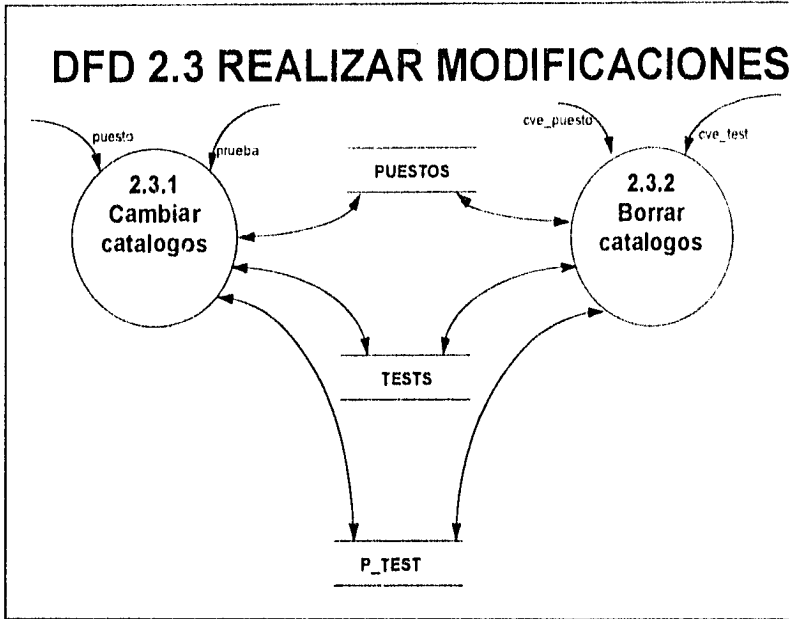 DFD 2.3 REALIZAR MODIFICACIONES
puesto
prueba
cve_puesto
cve_test
PUESTOS
2.3.1
Cambiar
catalogos
2.3.2
Borrar
catalogos
TESTS
P_TEST